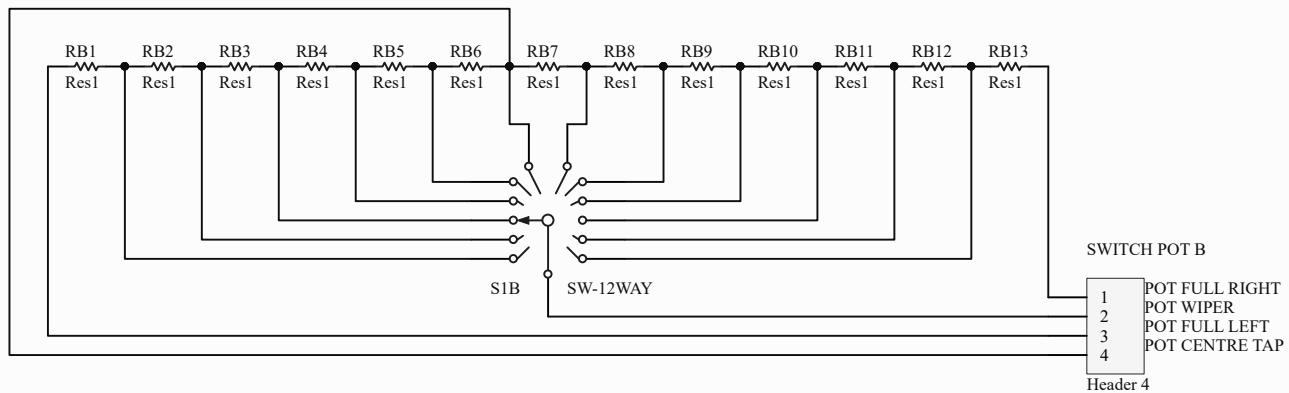 RB1 RB2 RB3 RB4 RB5 RB6 RB7 RB8 RB9 RB10 RB11 RB12 RB13
Res1 Res1 Res1 Res1 Res1 Res1 Res1 Res1 Res1 Res1 Res1 Res1 Res1
SWITCH POT B
S1B SW-12WAY
1 POT FULL RIGHT
2 POT WIPER
3 POT FULL LEFT
4 POT CENTRE TAP
Header 4